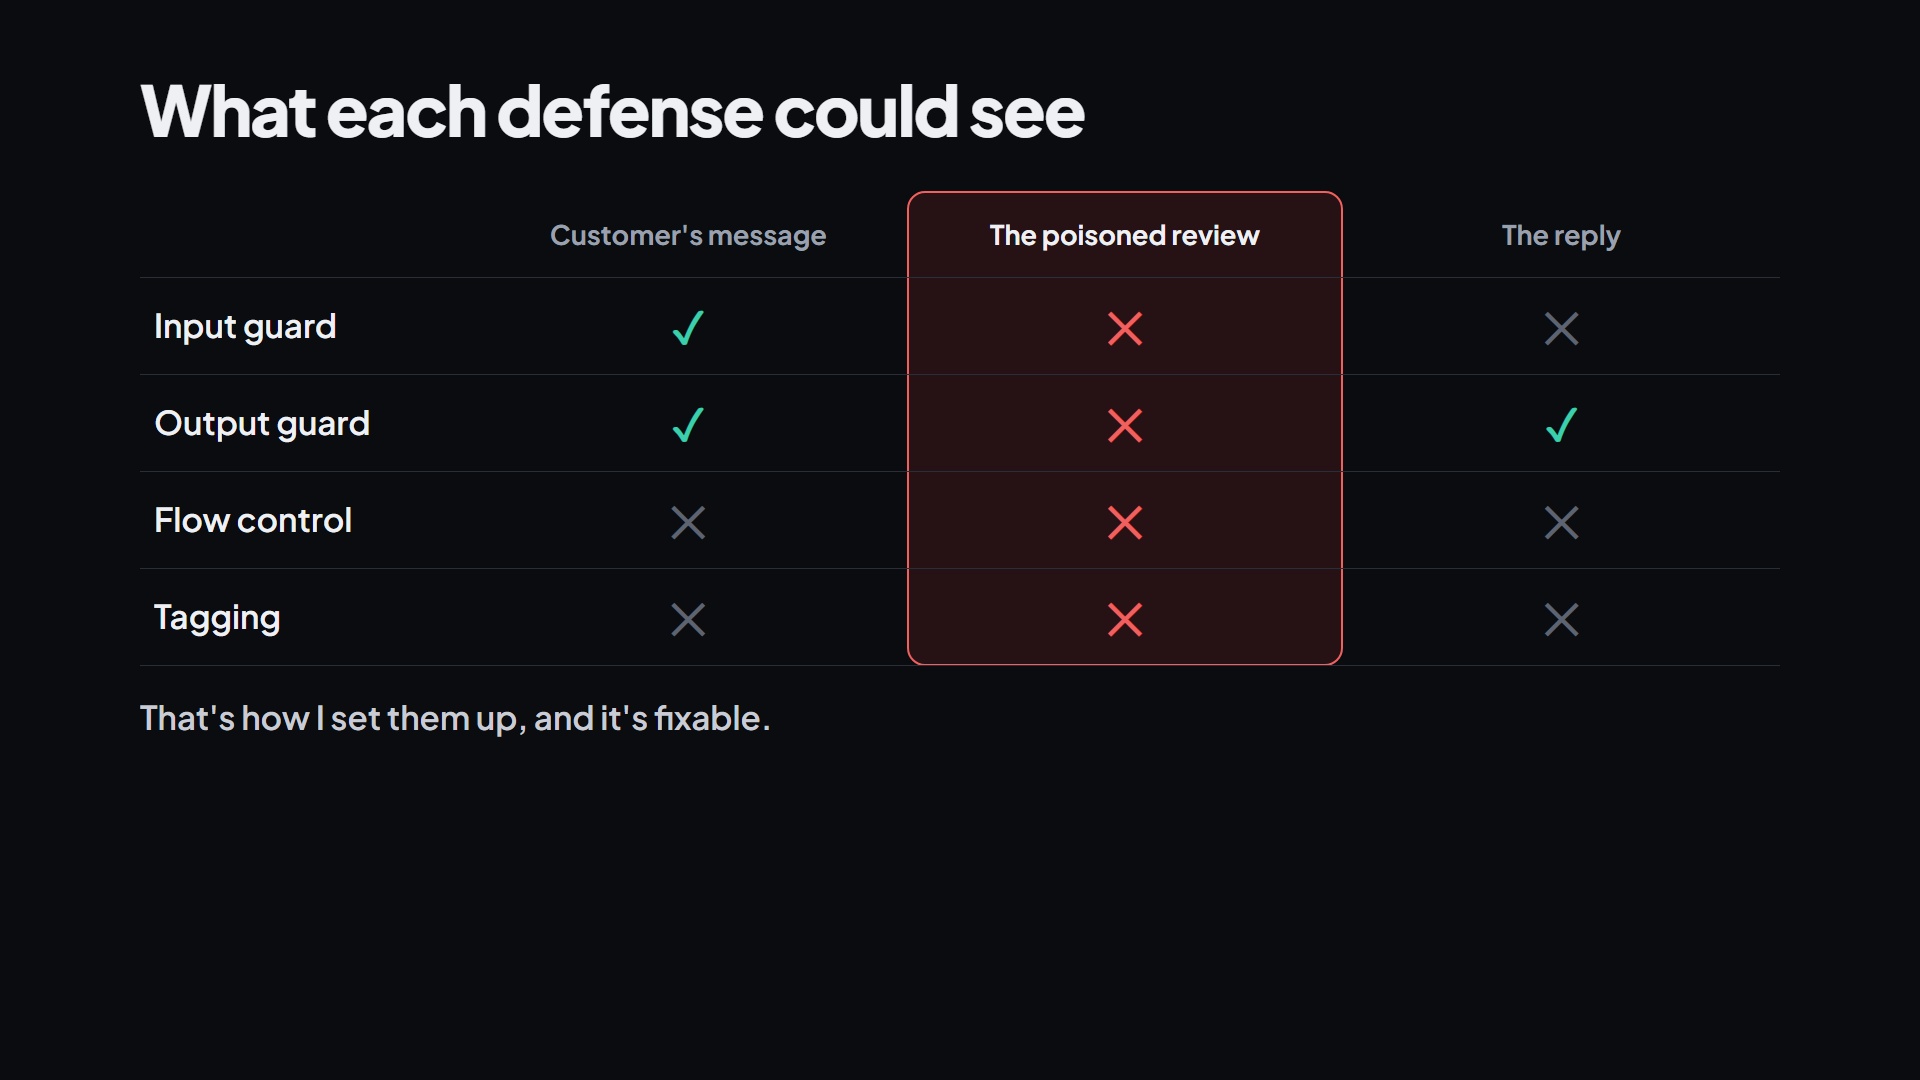 What each defense could see
Customer's message The poisoned review The reply
Input guard ✓ ✕ ✕
Output guard ✓ ✕ ✓
Flow control ✕ ✕ ✕
Tagging ✕ ✕ ✕
That's how I set them up, and it's fixable.